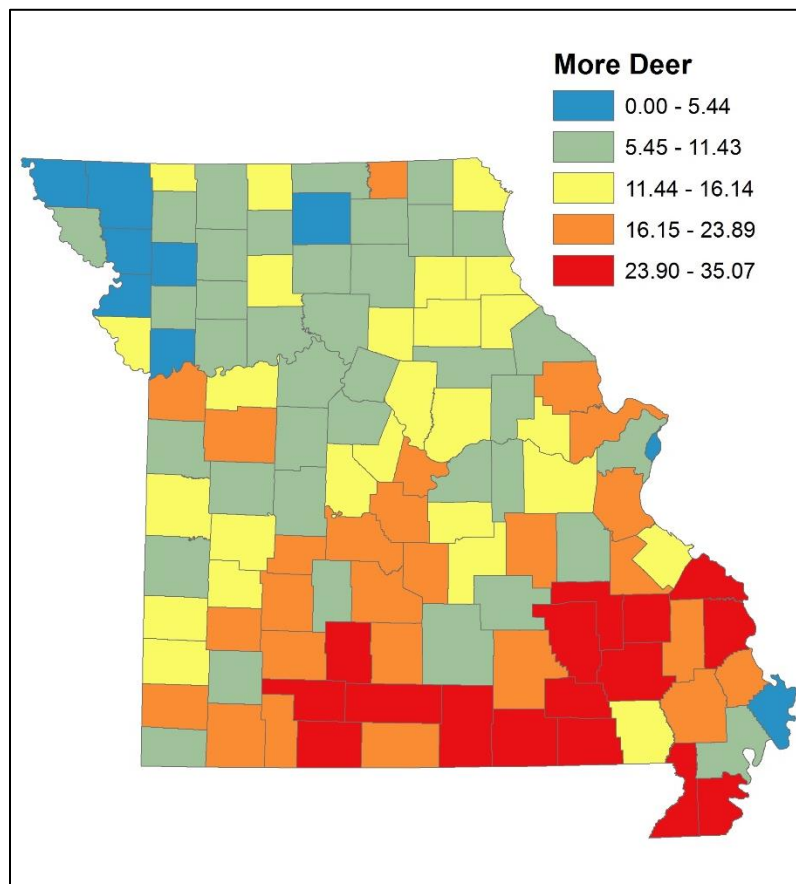 More Deer
0.00 - 5.44
5.45 - 11.43
11.44 - 16.14
16.15 - 23.89
23.90 - 35.07